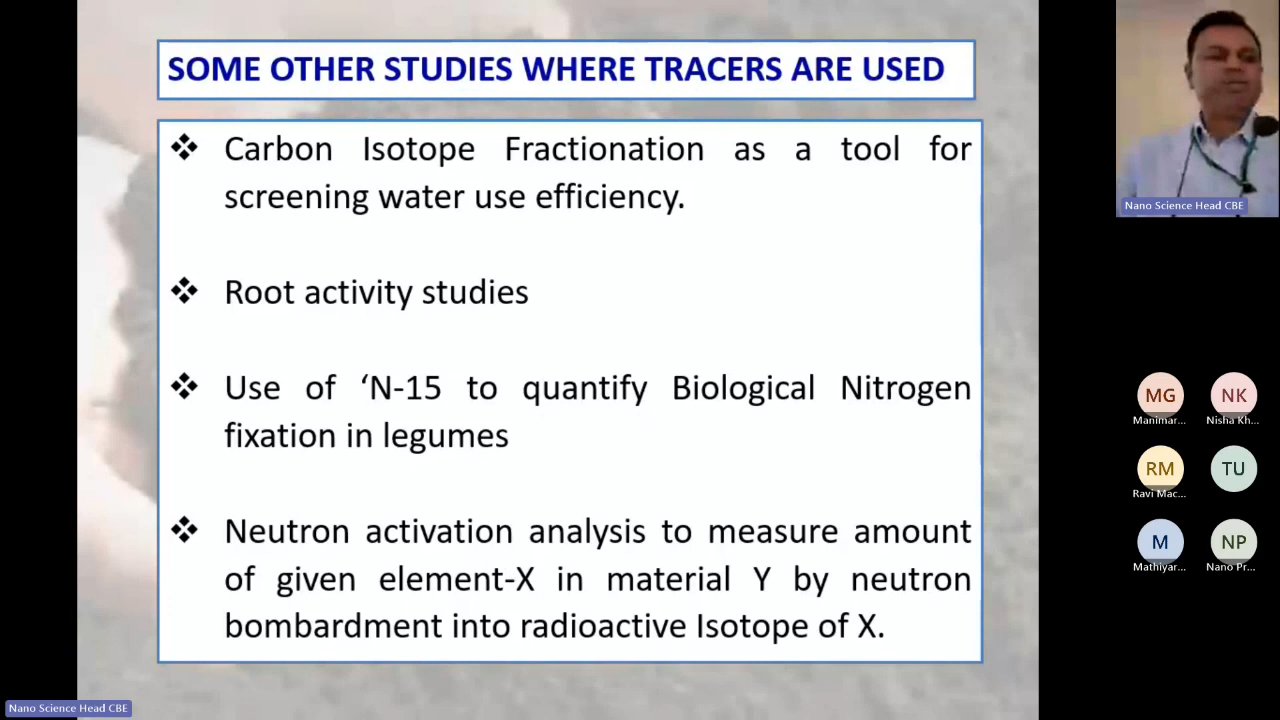 SOME OTHER STUDIES WHERE TRACERS ARE USED
❖ Carbon Isotope Fractionation as a tool for
screening water use efficiency.
❖ Root activity studies
❖ Use of ‘N-15 to quantify Biological Nitrogen
fixation in legumes
❖ Neutron activation analysis to measure amount
of given element-X in material Y by neutron
bombardment into radioactive Isotope of X.
Nano Science Head CBE
MG
Manimar...
NK
Nisha Kh...
RM
Ravi Mac...
TU
M
Mathiyar...
NP
Nano Pr...
Nano Science Head CBE